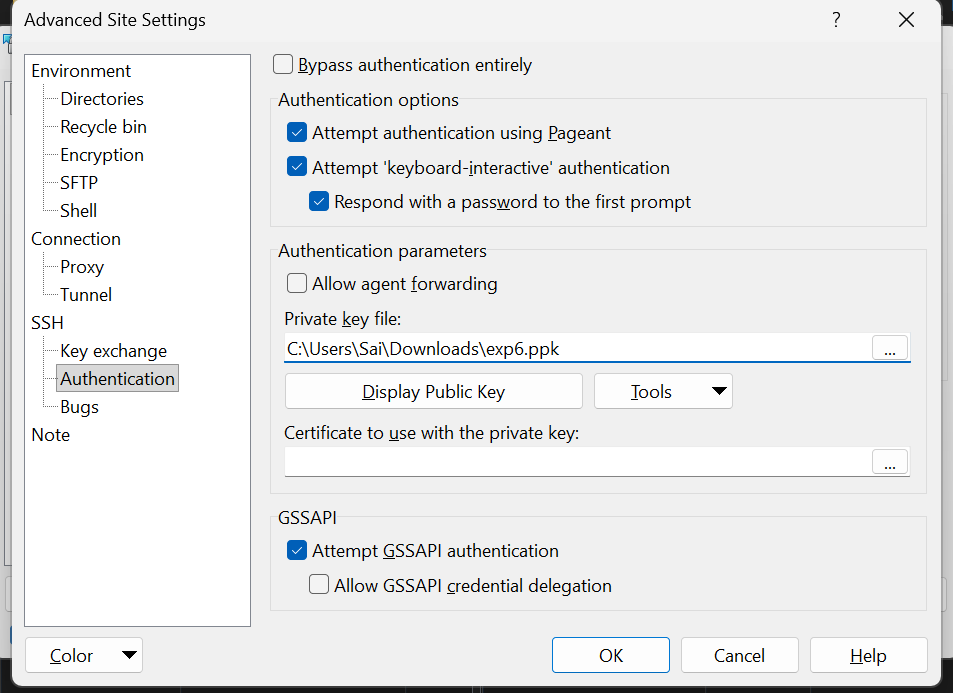 Advanced Site Settings
?
Environment
Directories
Recycle bin
Encryption
SFTP
Shell
Connection
Proxy
Tunnel
SSH
Key exchange
Authentication
Bugs
Note
Bypass authentication entirely
Authentication options
Attempt authentication using Pageant
Attempt 'keyboard-interactive' authentication
Respond with a password to the first prompt
Authentication parameters
Allow agent forwarding
Private key file:
C:\Users\Sai\Downloads\exp6.ppk
...
Display Public Key
Tools
Certificate to use with the private key:
...
GSSAPI
Attempt GSSAPI authentication
Allow GSSAPI credential delegation
Color
OK
Cancel
Help